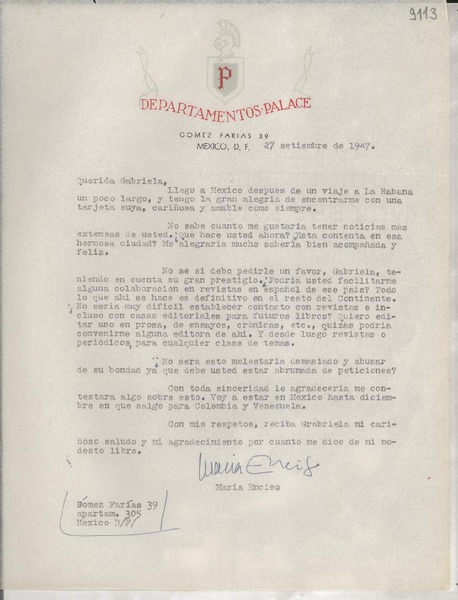 9113
P
DEPARTAMENTOS·PALACE
GOMEZ FARIAS 39
MEXICO, D. F. 27 setiembre de 1947.
Querida Gabriela,
Llego a Mexico despues de un viaje a La Habana
un poco largo, y tengo la gran alegria de encontrarme con una
tarjeta suya, cariñosa y amable como siempre.
No sabe cuanto me gustaria tener noticias mas
extensas de usted.¿Que hace usted ahora? Esta contenta en esa
hermosa ciudad? Me alegraria mucho saberla bien acompañada y
feliz.
No se si debo pedirle un favor, Gabriela, te-
niendo en cuenta su gran prestigio.¿Podria usted facilitarme
alguna colaboracion en revistas en español de ese pais? Todo
lo que ahi se hace es definitivo en el resto del Continente.
No seria muy dificil establecer contacto con revistas e in-
cluso con casas editoriales para futuros libros? Quiero edi-
tar uno en prosa, de ensayos, crónicas, etc., quizas podria
convenirme alguna editora de ahi. Y desde luego revistas o
periódicos para cualquier clase de temas.
¿No sera esto molestarla demasiado y abusar
de su bondad ya que debe usted estar abrumada de peticiones?
Con toda sinceridad le agradeceria me con-
testara algo sobre esto. Voy a estar en Mexico hasta diciem-
bre en que salgo para Colombia y Venezuela.
Con mis respetos, reciba Grabriela mi cari-
ñoso saludo y mi agradecimiento por cuanto me dice de mi mo-
desto libro.
Maria Enciso
Maria Enciso
Gómez Farías 39
apartam. 305
Mexico D/F/